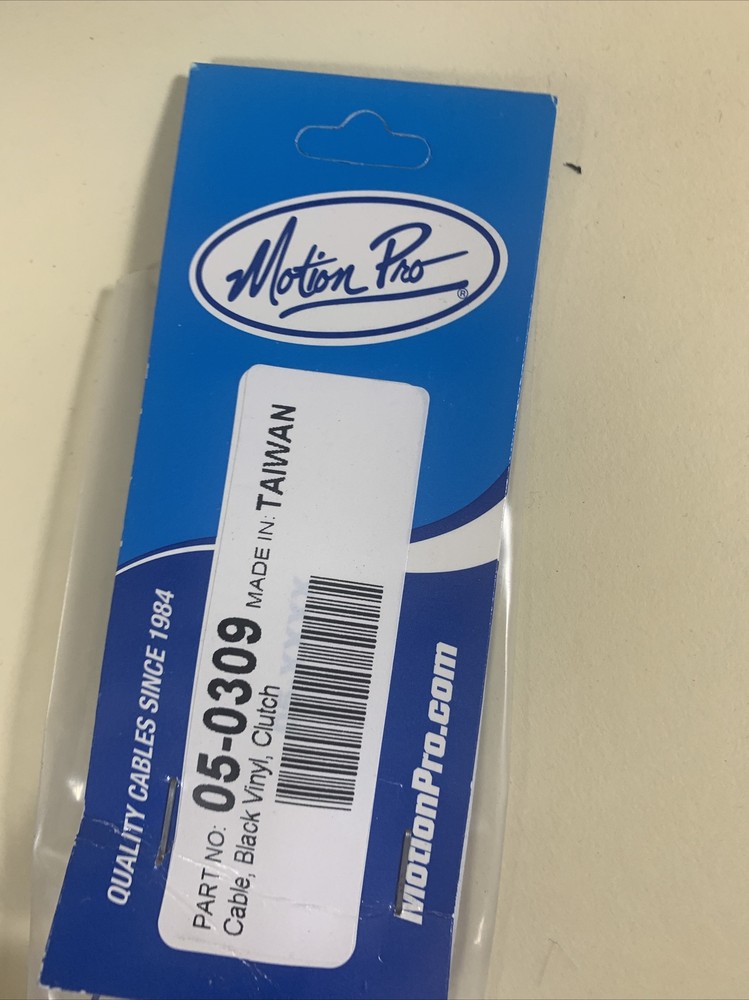 Motion Pro®
PART NO: 05-0309 MADE IN: TAIWAN
Cable, Black Vinyl, Clutch
QUALITY CABLES SINCE 1984
MotionPro.com